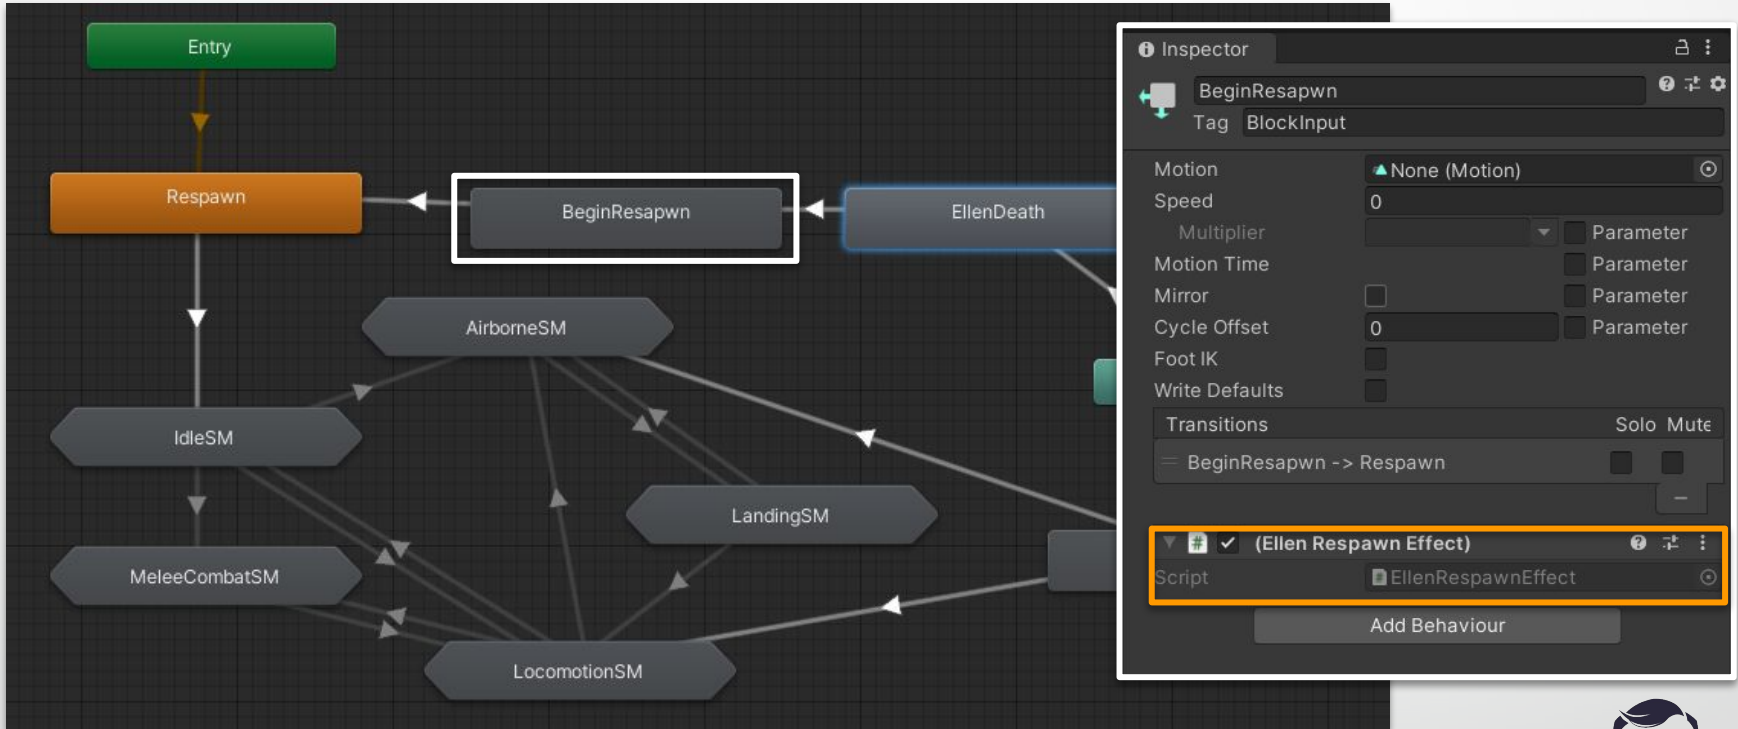 Entry
Respawn
BeginResapwn
EllenDeath
AirborneSM
IdleSM
LandingSM
MeleeCombatSM
LocomotionSM
Inspector
BeginResapwn
Tag BlockInput
Motion None (Motion)
Speed 0
Multiplier Parameter
Motion Time Parameter
Mirror Parameter
Cycle Offset 0 Parameter
Foot IK
Write Defaults
Transitions Solo Mute
BeginResapwn -> Respawn
# (Ellen Respawn Effect)
Script # EllenRespawnEffect
Add Behaviour